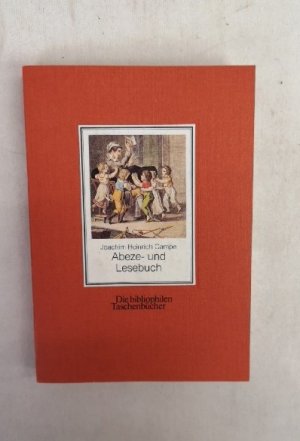 Joachim Heinrich Campe
Abeze- und
Lesebuch
Die bibliophilen
Taschenbücher